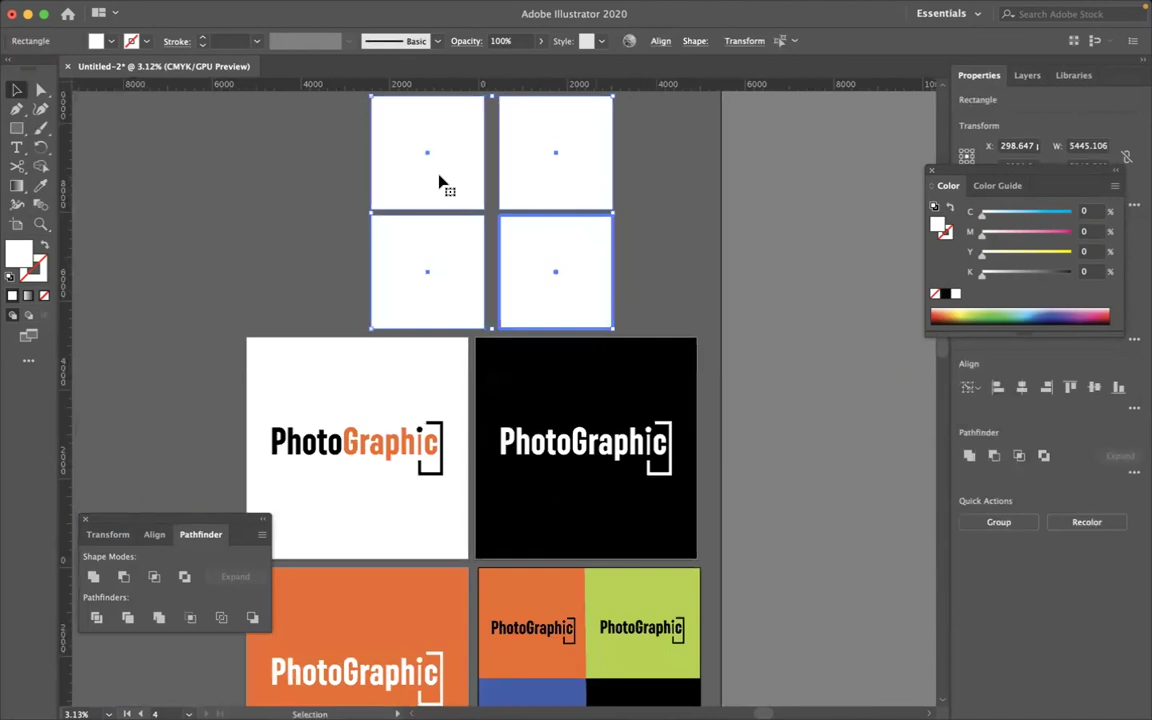 Adobe Illustrator 2020
Essentials
Search Adobe Stock
Rectangle
Stroke:
Basic
Opacity:
100%
Style:
Align
Shape:
Transform
× Untitled-2* @ 3.12% (CMYK/GPU Preview)
8000 6000 4000 2000 0 2000 4000 6000 8000
Properties
Layers
Libraries
Rectangle
Transform
X:
298.647
W:
5445.106
Color
Color Guide
C 0 %
M 0 %
Y 0 %
K 0 %
Align
Pathfinder
Expand
Quick Actions
Group
Recolor
PhotoGraphic
PhotoGraphic
Transform
Align
Pathfinder
Shape Modes:
Expand
Pathfinders:
PhotoGraphic
PhotoGraphic
PhotoGraphic
3.13%
4
Selection